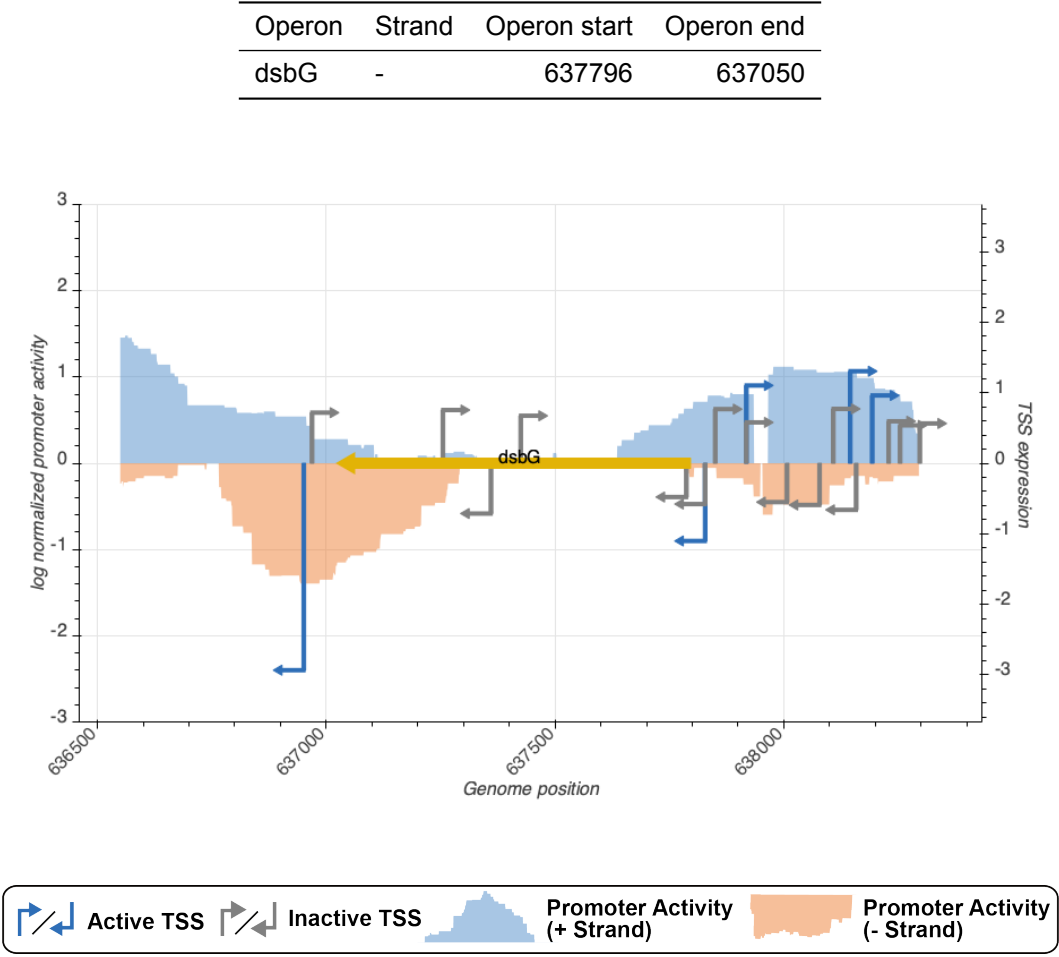 Operon Strand Operon start Operon end
dsbG - 637796 637050
3
2
1
0
-1
-2
-3
log normalized promoter activity
dsbG
3
2
1
0
-1
-2
-3
TSS expression
636500 637000 637500 638000
Genome position
Active TSS Inactive TSS Promoter Activity (+ Strand) Promoter Activity (- Strand)